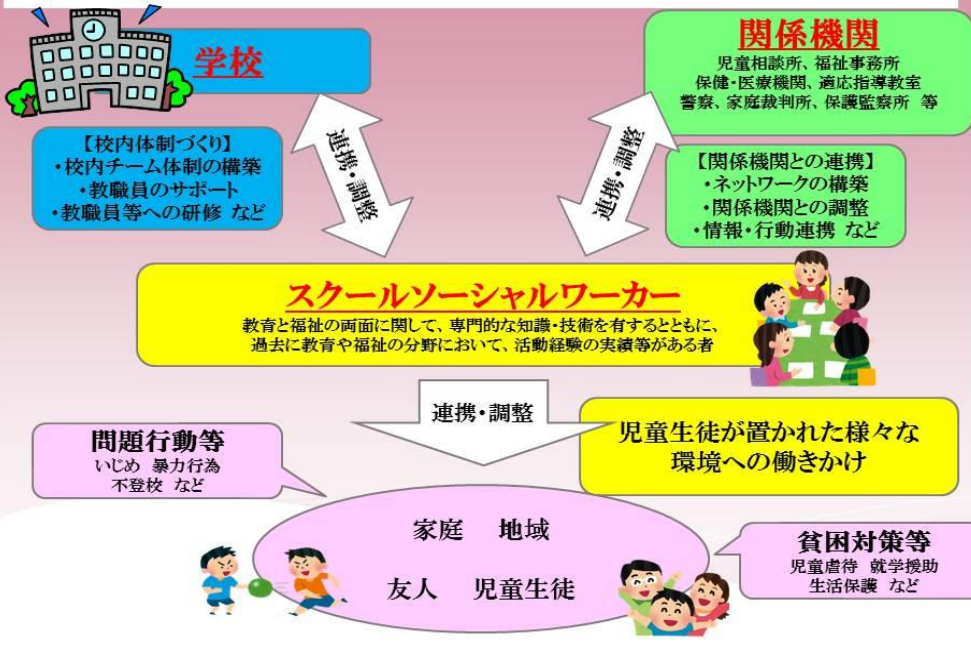 学校
関係機関
児童相談所、福祉事務所
保健・医療機関、適応指導教室
警察、家庭裁判所、保護監察所 等
【校内体制づくり】
・校内チーム体制の構築
・教職員のサポート
・教職員等への研修 など
連携・調整
連携・調整
【関係機関との連携】
・ネットワークの構築
・関係機関との調整
・情報・行動連携 など
スクールソーシャルワーカー
教育と福祉の両面に関して、専門的な知識・技術を有するとともに、
過去に教育や福祉の分野において、活動経験の実績等がある者
連携・調整
児童生徒が置かれた様々な
環境への働きかけ
問題行動等
いじめ 暴力行為
不登校 など
家庭 地域
友人 児童生徒
貧困対策等
児童虐待 就学援助
生活保護 など